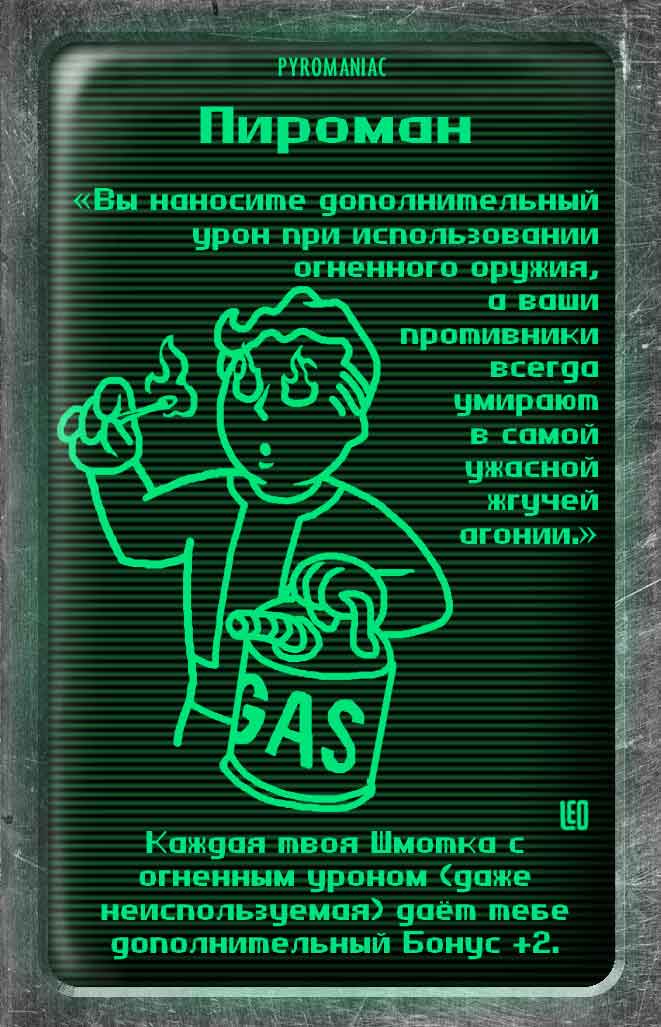 PYROMANIAC
Пироман
«Вы наносите дополнительный
урон при использовании
огненного оружия,
а ваши
противники
всегда
умирают
в самой
ужасной
жгучей
агонии.»
GAS
LEO
Каждая твоя Шмотка с
огненным уроном (даже
неиспользуемая) даёт тебе
дополнительный Бонус +2.